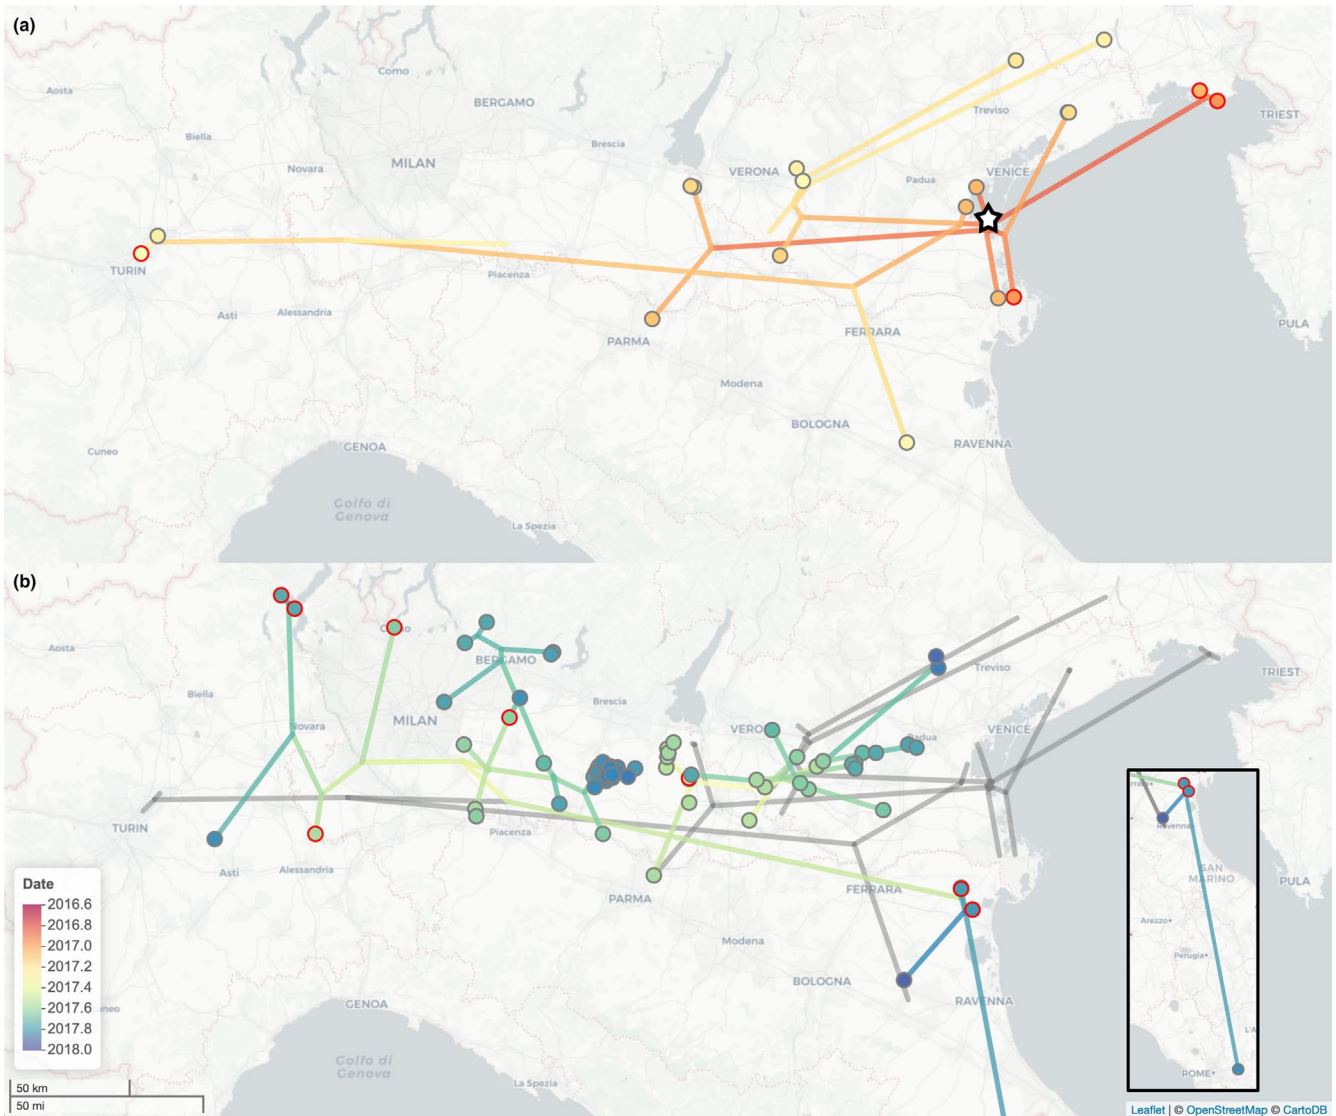 (a)
Aosta
Como
BERGAMO
Biella
Novara
MILAN
Brescia
VERONA
Padua
Treviso
VENICE
TRIEST
TURIN
Piacenza
Asti
Alessandria
PARMA
FERRARA
PULA
Modena
BOLOGNA
RAVENNA
Cuneo
GENOA
Golfo di
Genova
La Spezia
(b)
Aosta
Como
BERGAMO
Biella
Novara
MILAN
Brescia
Padua
Treviso
VENICE
TRIEST
TURIN
Piacenza
Asti
Alessandria
PARMA
FERRARA
PULA
Modena
BOLOGNA
RAVENNA
GENOA
Golfo di
Genova
La Spezia
Date
2016.6
2016.8
2017.0
2017.2
2017.4
2017.6
2017.8
2018.0
50 km
50 mi
Ravenna
SAN
MARINO
Arezzo
Perugia
ROME
Leaflet | © OpenStreetMap © CartoDB